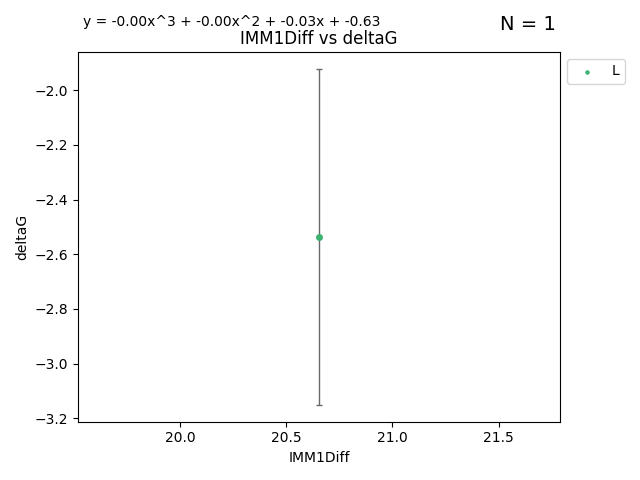 y = -0.00x^3 + -0.00x^2 + -0.03x + -0.63
N = 1
IMM1Diff vs deltaG
L
−2.0
−2.2
−2.4
−2.6
−2.8
−3.0
−3.2
deltaG
20.0 20.5 21.0 21.5
IMM1Diff